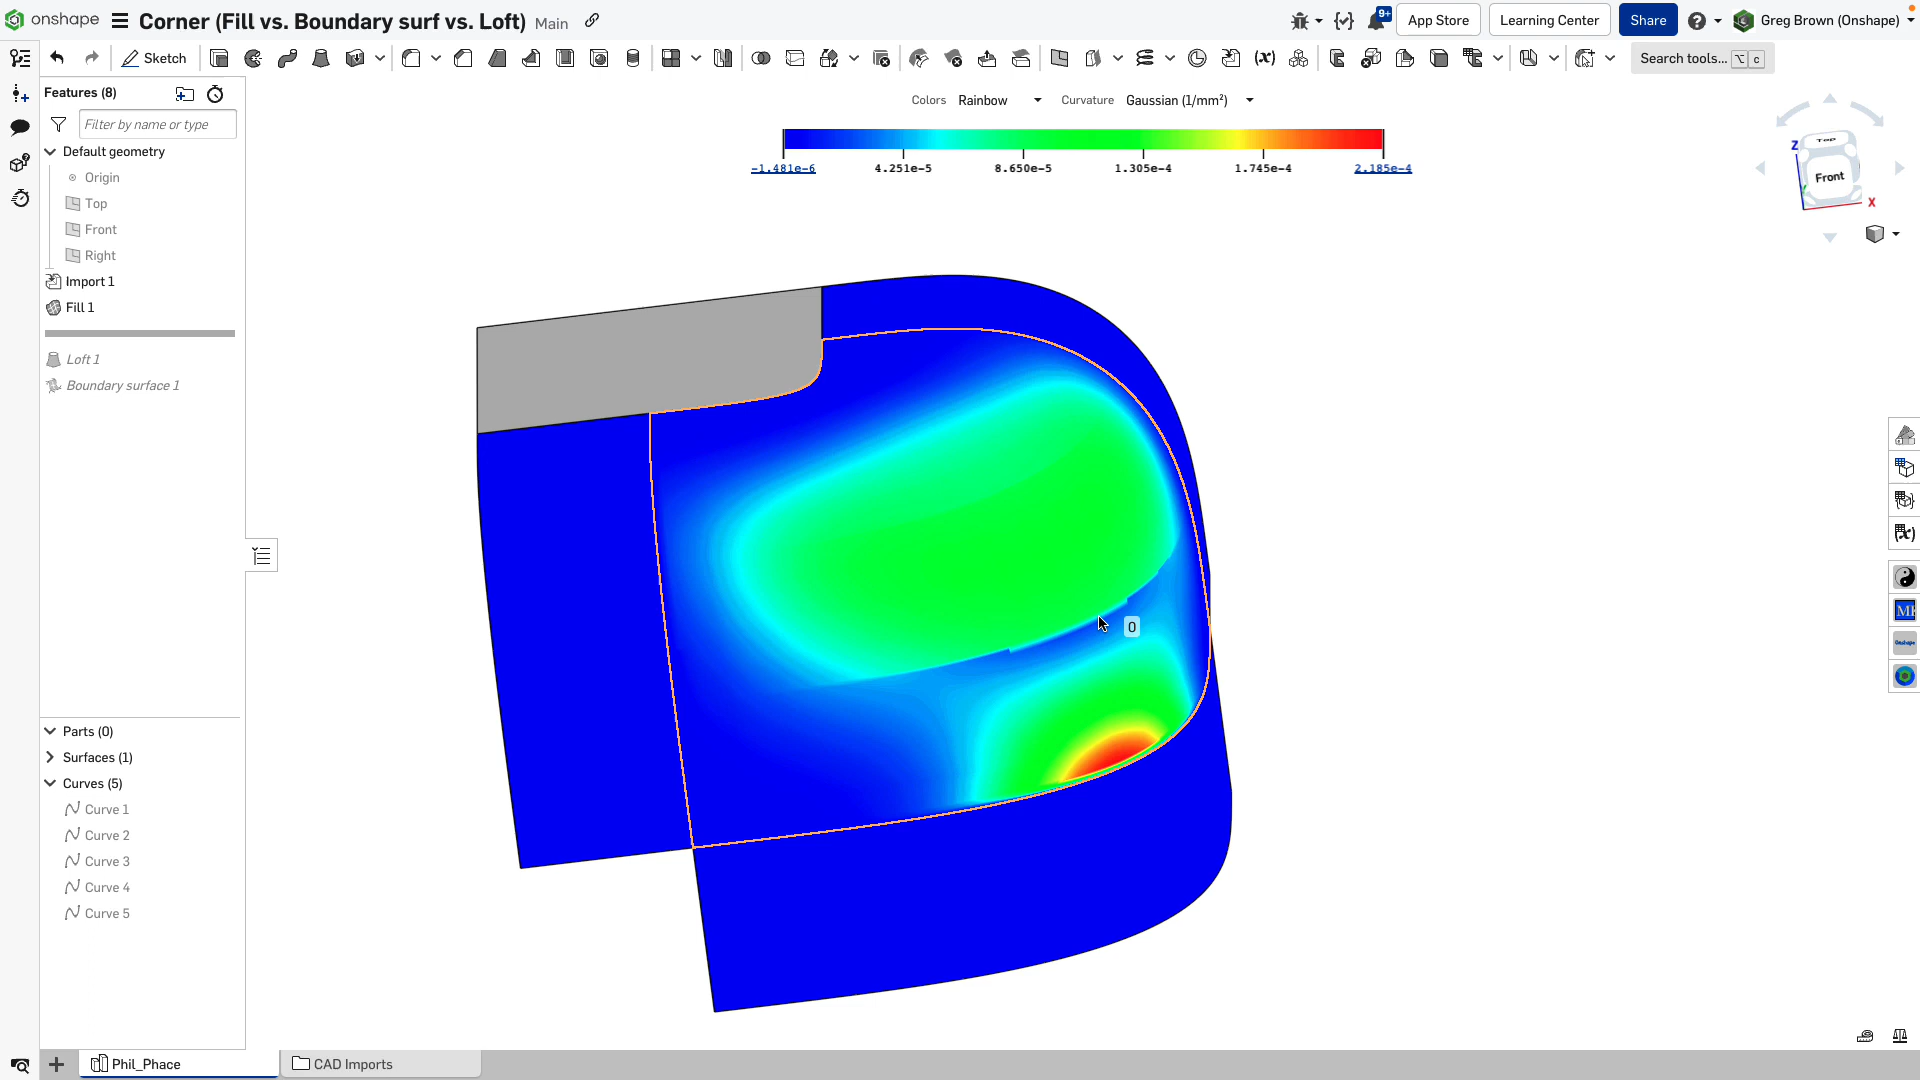 onshape Corner (Fill vs. Boundary surf vs. Loft) Main 9+ App Store Learning Center Share Greg Brown (Onshape)
Sketch (x) Search tools... ⌥ c
Features (8)
Filter by name or type
Default geometry
Origin
Top
Front
Right
Import 1
Fill 1
Loft 1
Boundary surface 1
Colors Rainbow Curvature Gaussian (1/mm²)
-1.481e-6 4.251e-5 8.650e-5 1.305e-4 1.745e-4 2.185e-4
Top
Z
Front
X
0
(x)
Onshape
Parts (0)
Surfaces (1)
Curves (5)
Curve 1
Curve 2
Curve 3
Curve 4
Curve 5
Phil_Phace CAD Imports